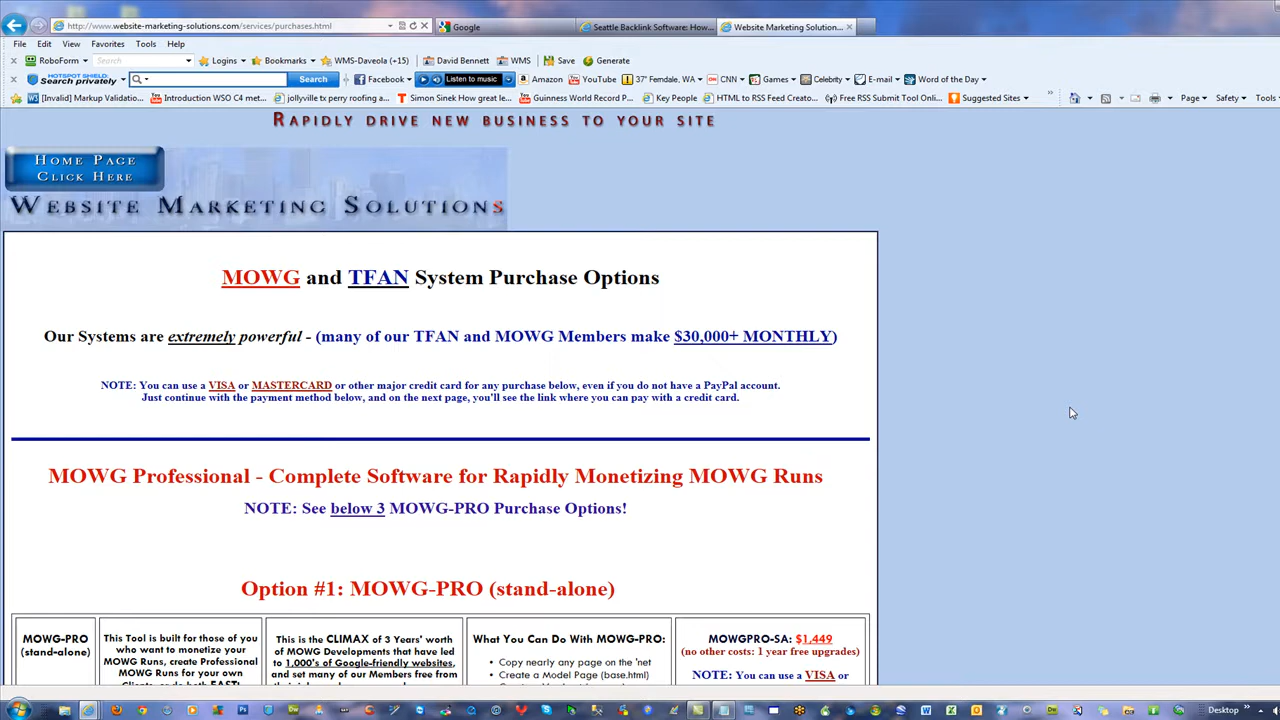 http://www.website-marketing-solutions.com/services/purchases.html
Google
Seattle Backlink Software: How...
Website Marketing Solution...
File Edit View Favorites Tools Help
RoboForm Search Logins Bookmarks WMS-Daveola (+15) David Bennett WMS Save Generate
HOTSPOT SHIELD: Search privately Search Facebook Listen to music Amazon YouTube 37° Ferndale, WA CNN Games Celebrity E-mail Word of the Day
[Invalid] Markup Validatio... Introduction WSO C4 met... jollyville tx perry roofing a... Simon Sinek How great le... Guinness World Record P... Key People HTML to RSS Feed Creato... Free RSS Submit Tool Onli... Suggested Sites Page Safety Tools
Rapidly drive new business to your site
Home Page
Click Here
Website Marketing Solutions
MOWG and TFAN System Purchase Options
Our Systems are extremely powerful - (many of our TFAN and MOWG Members make $30,000+ MONTHLY)
NOTE: You can use a VISA or MASTERCARD or other major credit card for any purchase below, even if you do not have a PayPal account.
Just continue with the payment method below, and on the next page, you'll see the link where you can pay with a credit card.
MOWG Professional - Complete Software for Rapidly Monetizing MOWG Runs
NOTE: See below 3 MOWG-PRO Purchase Options!
Option #1: MOWG-PRO (stand-alone)
MOWG-PRO
(stand-alone)
This Tool is built for those of you
who want to monetize your
MOWG Runs, create Professional
MOWG Runs for your own
This is the CLIMAX of 3 Years' worth
of MOWG Developments that have led
to 1,000's of Google-friendly websites,
and set many of our Members free from
What You Can Do With MOWG-PRO:
• Copy nearly any page on the 'net
• Create a Model Page (base.html)
MOWGPRO-SA: $1,449
(no other costs: 1 year free upgrades)
NOTE: You can use a VISA or
Desktop